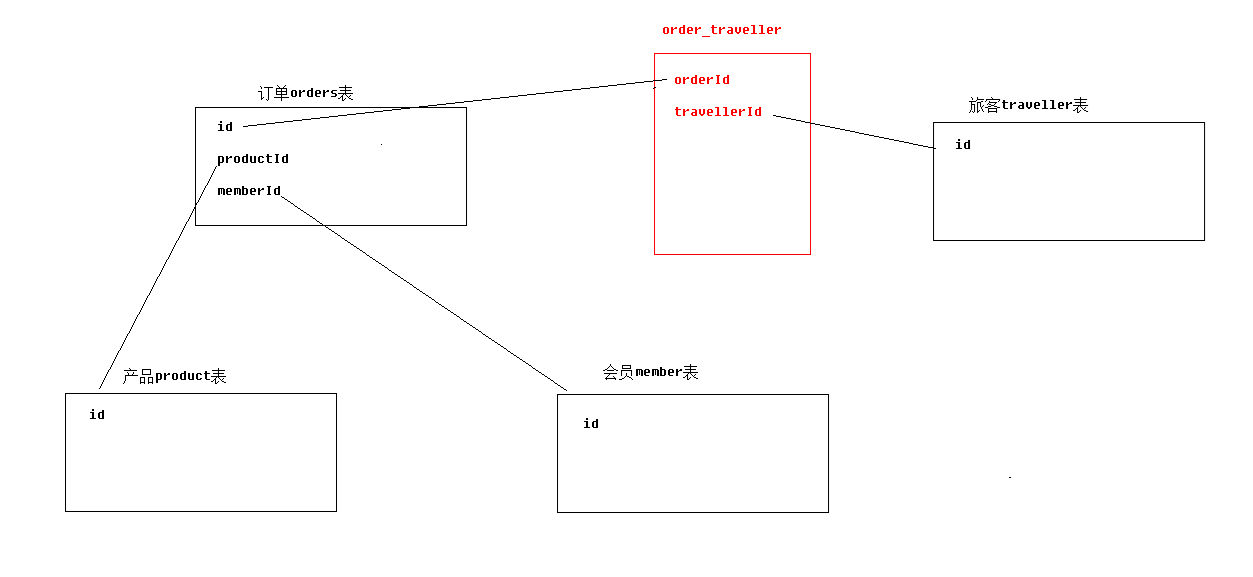 order_traveller
orderId
travellerId
订单orders表
id
productId
memberId
旅客traveller表
id
产品product表
id
会员member表
id